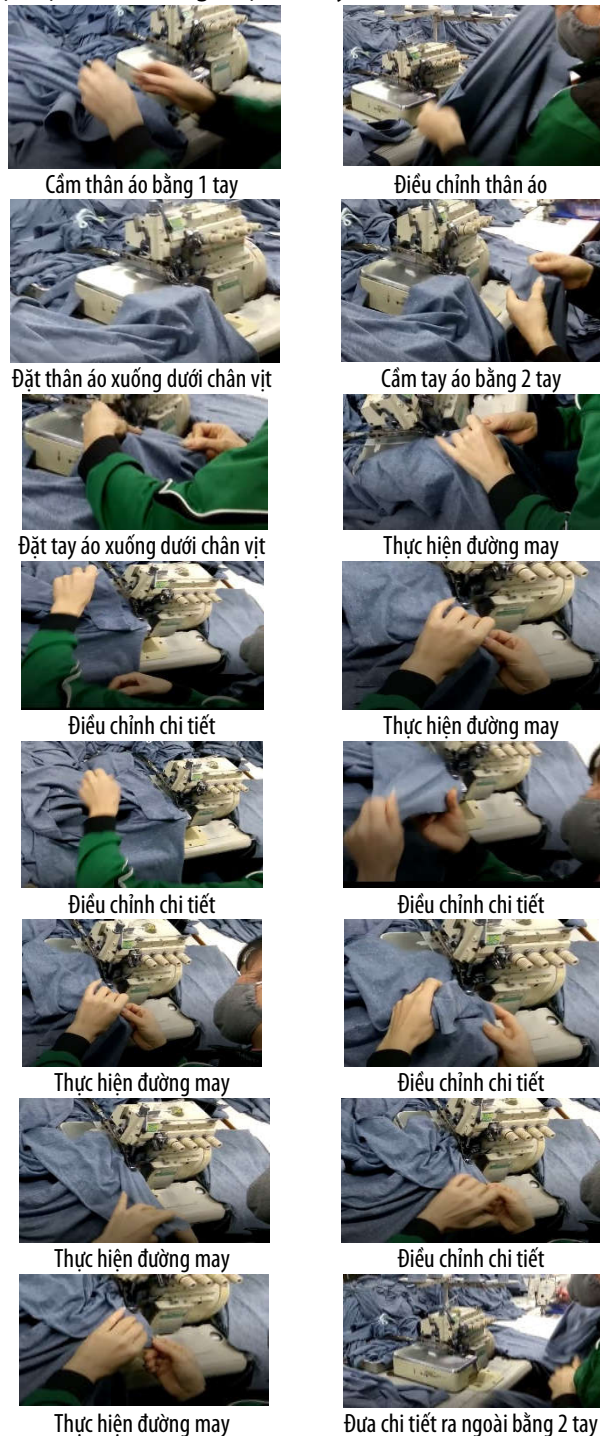 Cầm thân áo bằng 1 tay
Điều chỉnh thân áo
Đặt thân áo xuống dưới chân vịt
Cầm tay áo bằng 2 tay
Đặt tay áo xuống dưới chân vịt
Thực hiện đường may
Điều chỉnh chi tiết
Thực hiện đường may
Điều chỉnh chi tiết
Điều chỉnh chi tiết
Thực hiện đường may
Điều chỉnh chi tiết
Thực hiện đường may
Điều chỉnh chi tiết
Thực hiện đường may
Đưa chi tiết ra ngoài bằng 2 tay